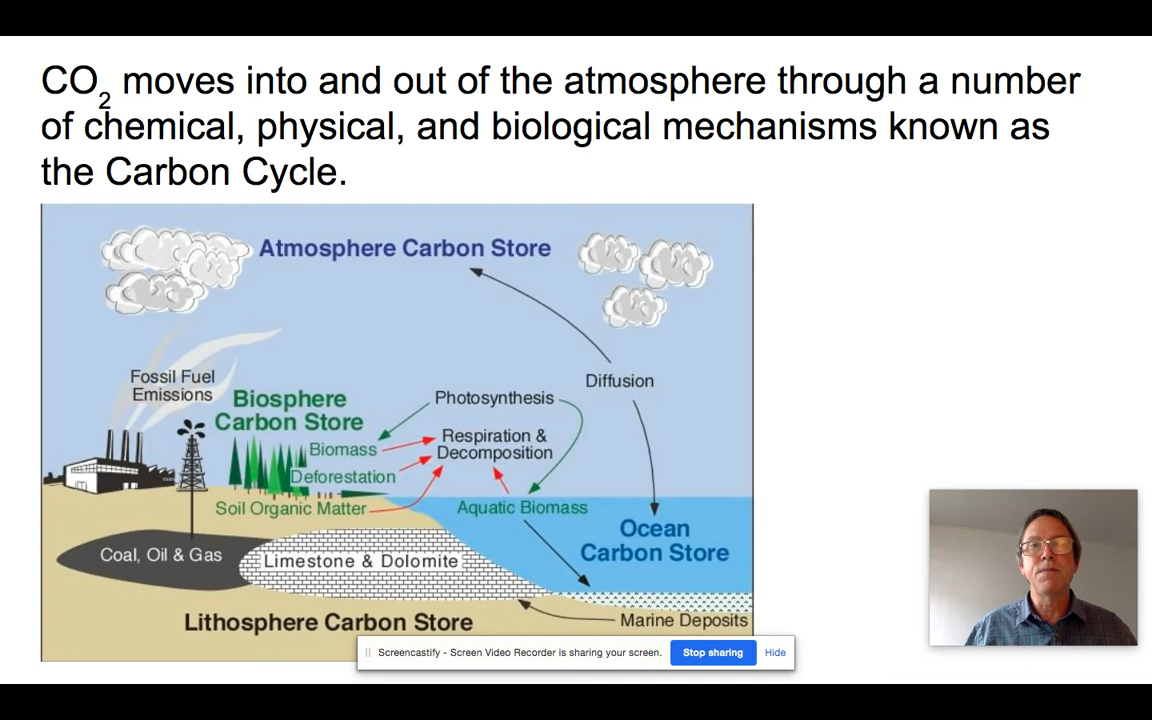 CO2 moves into and out of the atmosphere through a number
of chemical, physical, and biological mechanisms known as
the Carbon Cycle.
Atmosphere Carbon Store
Fossil Fuel
Emissions
Diffusion
Biosphere
Carbon Store
Photosynthesis
Biomass
Respiration &
Decomposition
Deforestation
Soil Organic Matter
Aquatic Biomass
Ocean
Carbon Store
Coal, Oil & Gas
Limestone & Dolomite
Lithosphere Carbon Store
Marine Deposits
Screencastify - Screen Video Recorder is sharing your screen.
Stop sharing
Hide